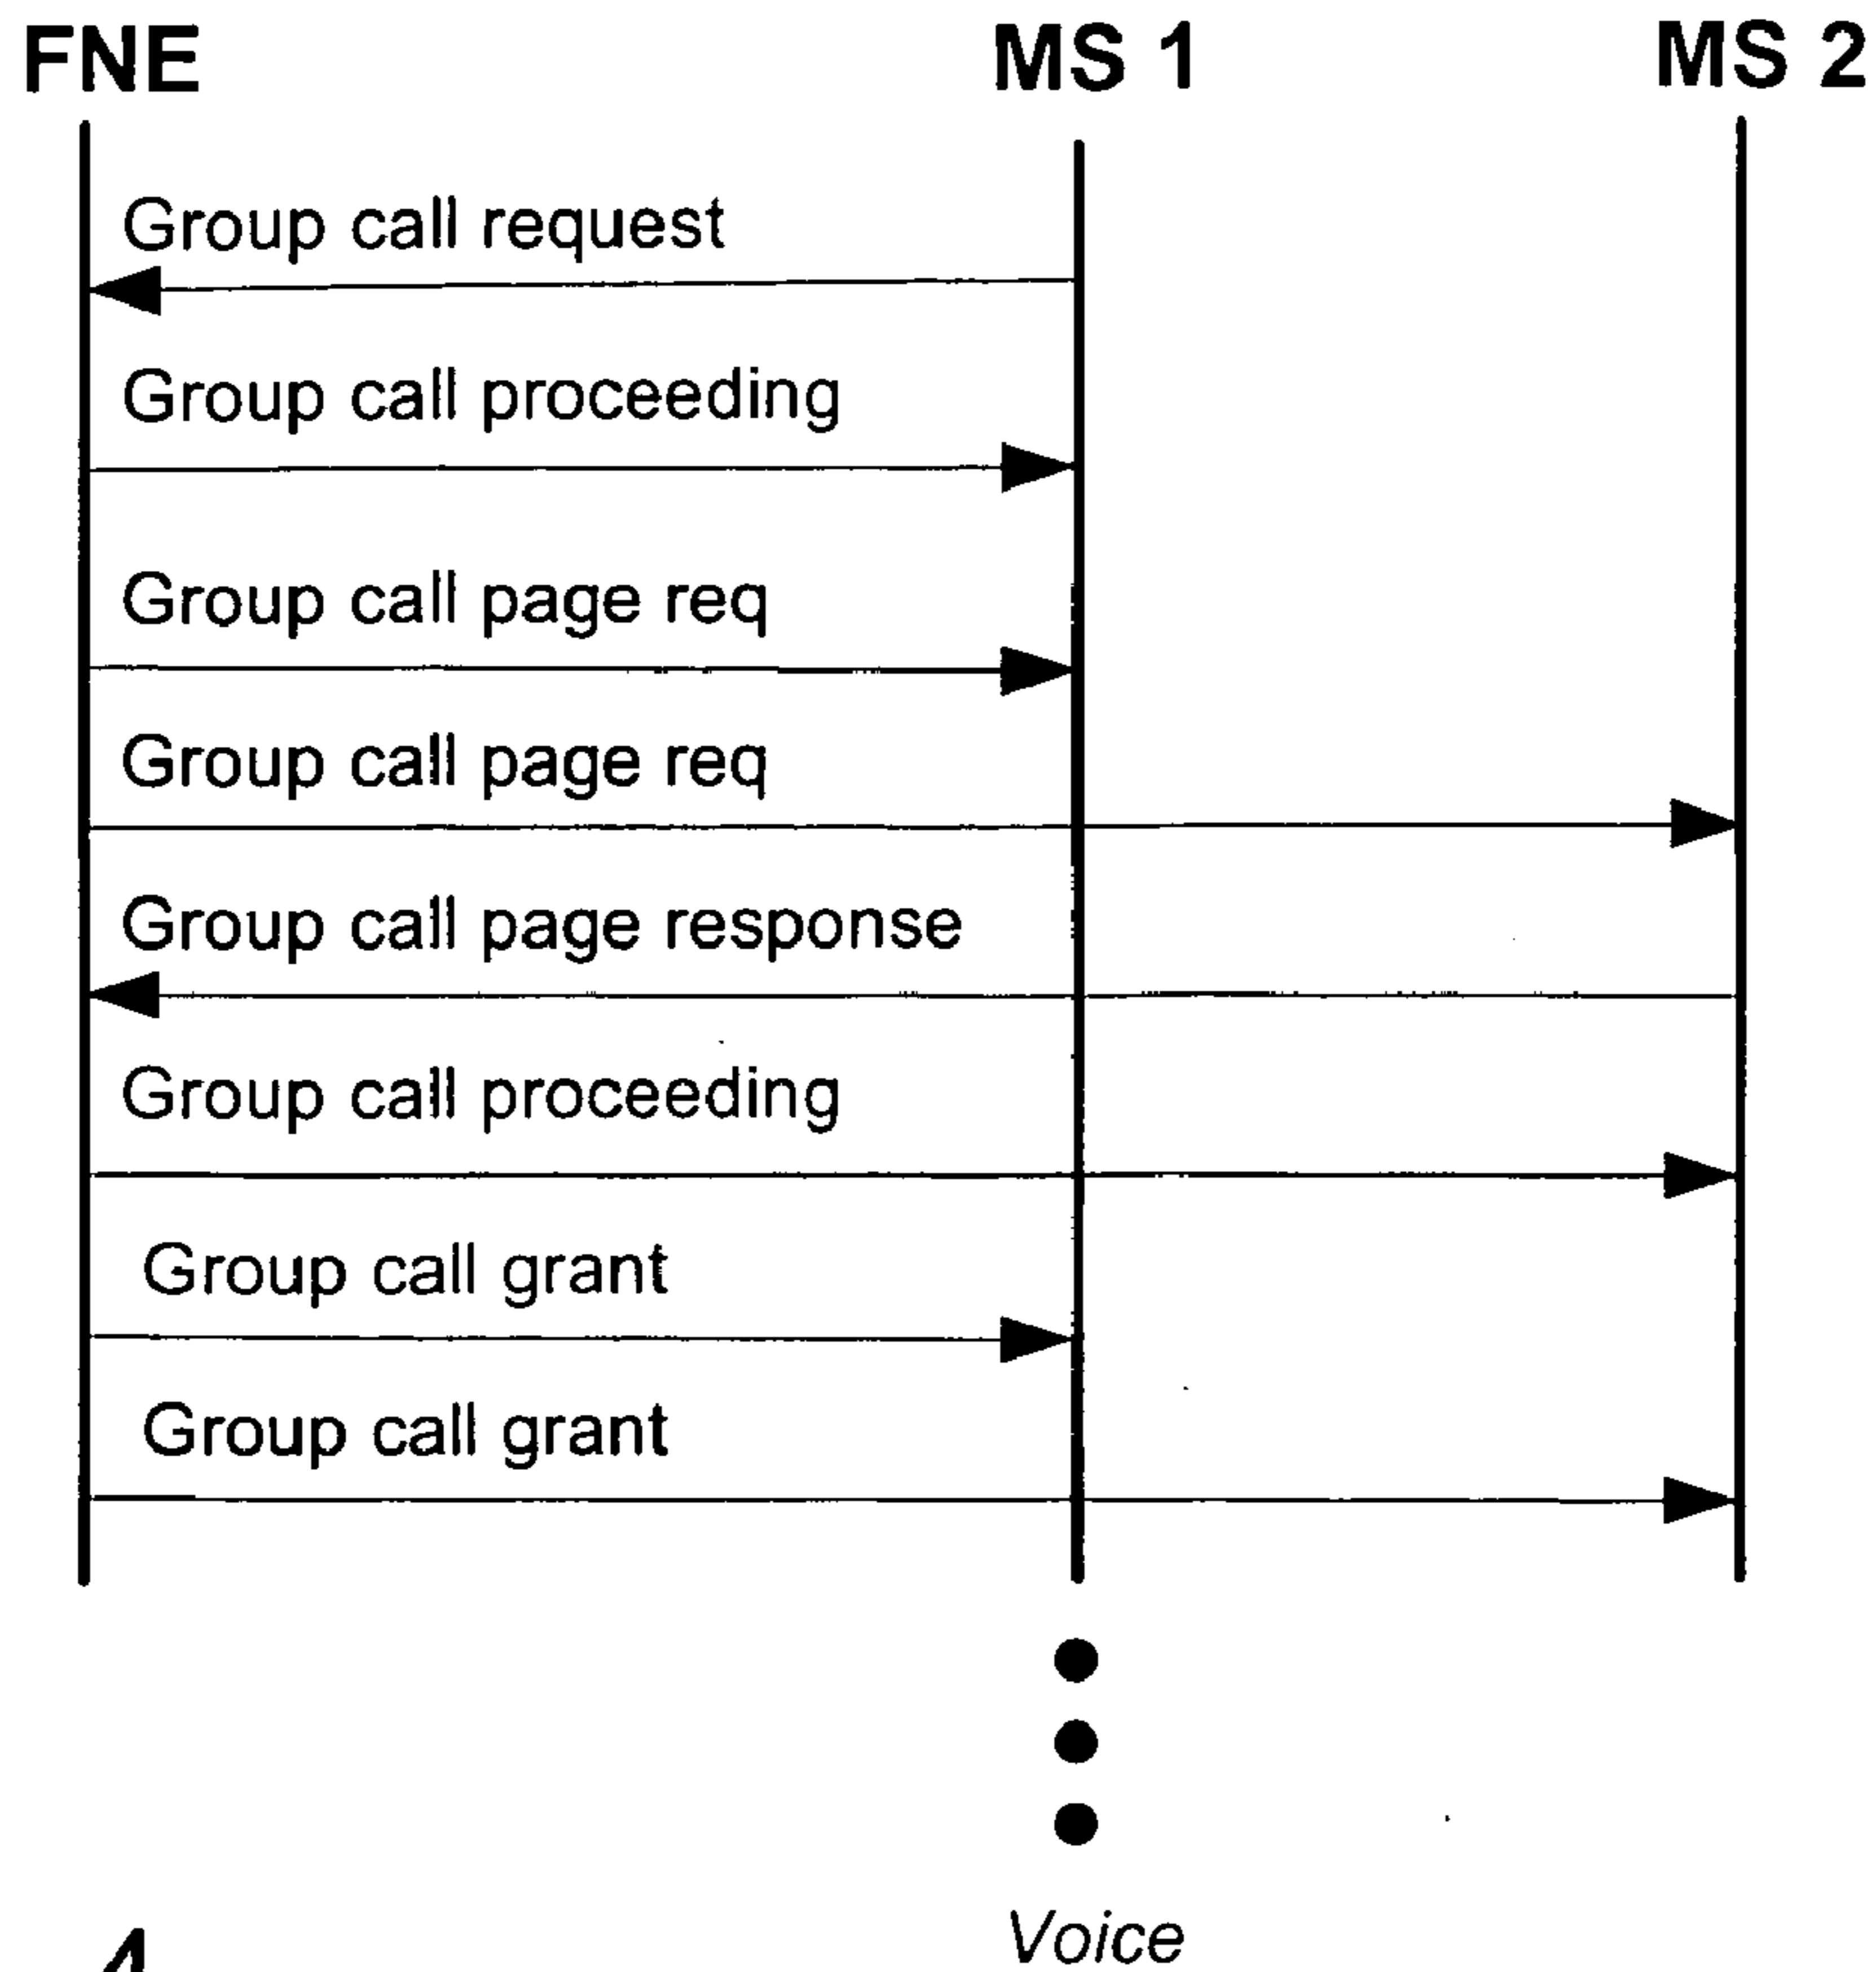 FNE MS 1 MS 2
Group call request
Group call proceeding
Group call page req
Group call page req
Group call page response
Group call proceeding
Group call grant
Group call grant
Voice